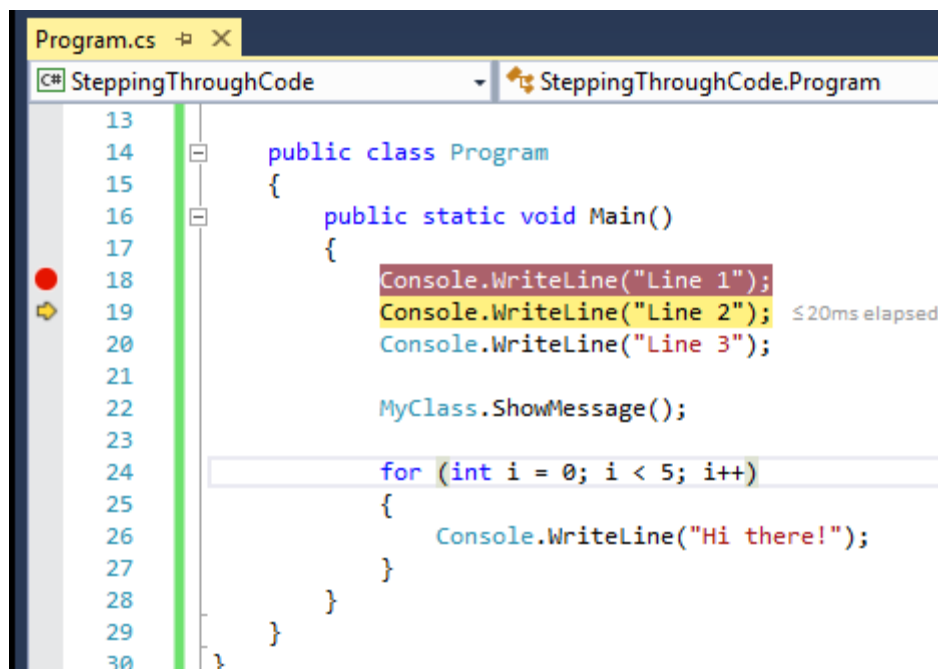 Program.cs
C# SteppingThroughCode SteppingThroughCode.Program
13
14 public class Program
15 {
16 public static void Main()
17 {
18 Console.WriteLine("Line 1");
19 Console.WriteLine("Line 2"); ≤20ms elapsed
20 Console.WriteLine("Line 3");
21
22 MyClass.ShowMessage();
23
24 for (int i = 0; i < 5; i++)
25 {
26 Console.WriteLine("Hi there!");
27 }
28 }
29 }
30 }